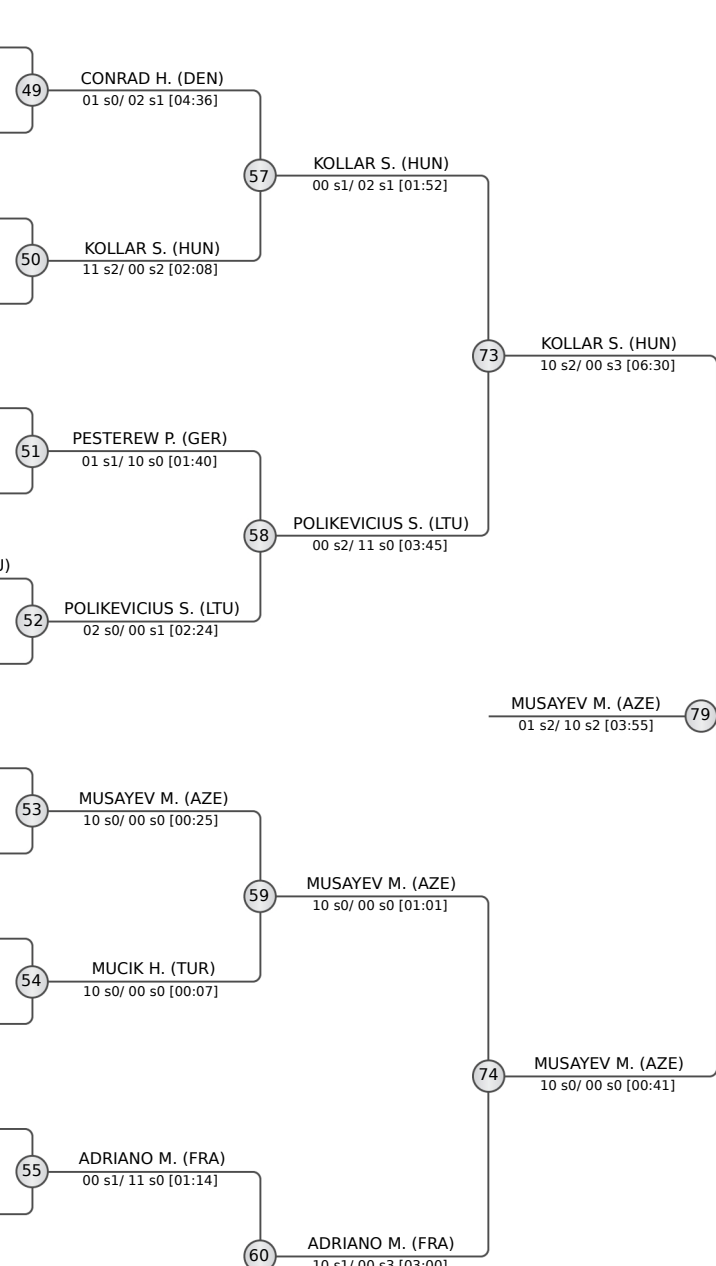 49
CONRAD H. (DEN)
01 s0/ 02 s1 [04:36]
57
KOLLAR S. (HUN)
00 s1/ 02 s1 [01:52]
50
KOLLAR S. (HUN)
11 s2/ 00 s2 [02:08]
73
KOLLAR S. (HUN)
10 s2/ 00 s3 [06:30]
51
PESTEREW P. (GER)
01 s1/ 10 s0 [01:40]
58
POLIKEVICIUS S. (LTU)
00 s2/ 11 s0 [03:45]
52
POLIKEVICIUS S. (LTU)
02 s0/ 00 s1 [02:24]
MUSAYEV M. (AZE)
01 s2/ 10 s2 [03:55]
79
53
MUSAYEV M. (AZE)
10 s0/ 00 s0 [00:25]
59
MUSAYEV M. (AZE)
10 s0/ 00 s0 [01:01]
54
MUCIK H. (TUR)
10 s0/ 00 s0 [00:07]
74
MUSAYEV M. (AZE)
10 s0/ 00 s0 [00:41]
55
ADRIANO M. (FRA)
00 s1/ 11 s0 [01:14]
60
ADRIANO M. (FRA)
10 s1/ 00 s3 [03:00]